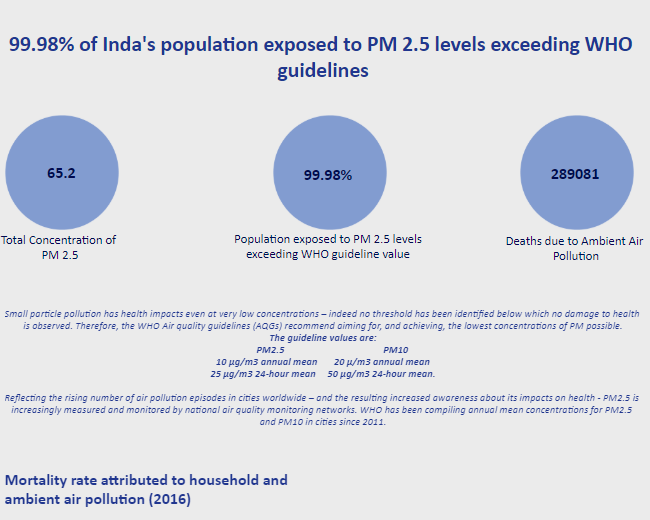 99.98% of Inda's population exposed to PM 2.5 levels exceeding WHO
guidelines
65.2
99.98%
289081
Total Concentration of
PM 2.5
Population exposed to PM 2.5 levels
exceeding WHO guideline value
Deaths due to Ambient Air
Pollution
Small particle pollution has health impacts even at very low concentrations – indeed no threshold has been identified below which no damage to health
is observed. Therefore, the WHO Air quality guidelines (AQGs) recommend aiming for, and achieving, the lowest concentrations of PM possible.
The guideline values are:
PM2.5 PM10
10 μg/m3 annual mean 20 μ/m3 annual mean
25 μg/m3 24-hour mean 50 μg/m3 24-hour mean.
Reflecting the rising number of air pollution episodes in cities worldwide – and the resulting increased awareness about its impacts on health - PM2.5 is
increasingly measured and monitored by national air quality monitoring networks. WHO has been compiling annual mean concentrations for PM2.5
and PM10 in cities since 2011.
Mortality rate attributed to household and
ambient air pollution (2016)